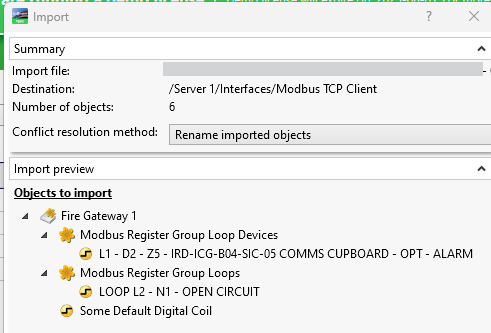 Import
?
Summary
Import file:
Destination: /Server 1/Interfaces/Modbus TCP Client
Number of objects: 6
Conflict resolution method: Rename imported objects
Import preview
Objects to import
Fire Gateway 1
Modbus Register Group Loop Devices
L1 - D2 - Z5 - IRD-ICG-B04-SIC-05 COMMS CUPBOARD - OPT - ALARM
Modbus Register Group Loops
LOOP L2 - N1 - OPEN CIRCUIT
Some Default Digital Coil